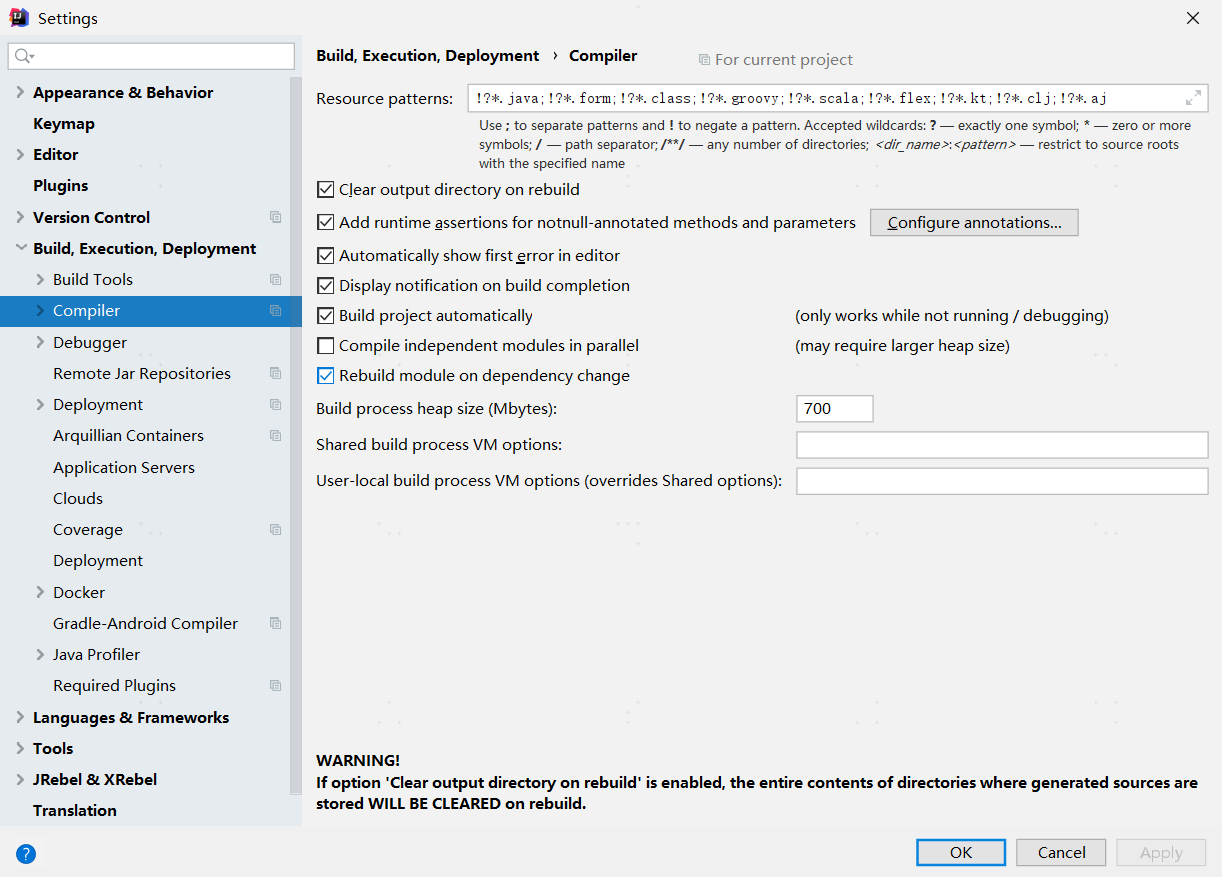 Settings
Appearance & Behavior
Keymap
Editor
Plugins
Version Control
Build, Execution, Deployment
Build Tools
Compiler
Debugger
Remote Jar Repositories
Deployment
Arquillian Containers
Application Servers
Clouds
Coverage
Deployment
Docker
Gradle-Android Compiler
Java Profiler
Required Plugins
Languages & Frameworks
Tools
JRebel & XRebel
Translation
Build, Execution, Deployment › Compiler
For current project
Resource patterns: !?*.java;!?*.form;!?*.class;!?*.groovy;!?*.scala;!?*.flex;!?*.kt;!?*.clj;!?*.aj
Use ; to separate patterns and ! to negate a pattern. Accepted wildcards: ? — exactly one symbol; * — zero or more
symbols; / — path separator; /**/ — any number of directories; <dir_name>:<pattern> — restrict to source roots
with the specified name
Clear output directory on rebuild
Add runtime assertions for notnull-annotated methods and parameters Configure annotations...
Automatically show first error in editor
Display notification on build completion
Build project automatically (only works while not running / debugging)
Compile independent modules in parallel (may require larger heap size)
Rebuild module on dependency change
Build process heap size (Mbytes): 700
Shared build process VM options:
User-local build process VM options (overrides Shared options):
WARNING!
If option 'Clear output directory on rebuild' is enabled, the entire contents of directories where generated sources are
stored WILL BE CLEARED on rebuild.
? OK Cancel Apply